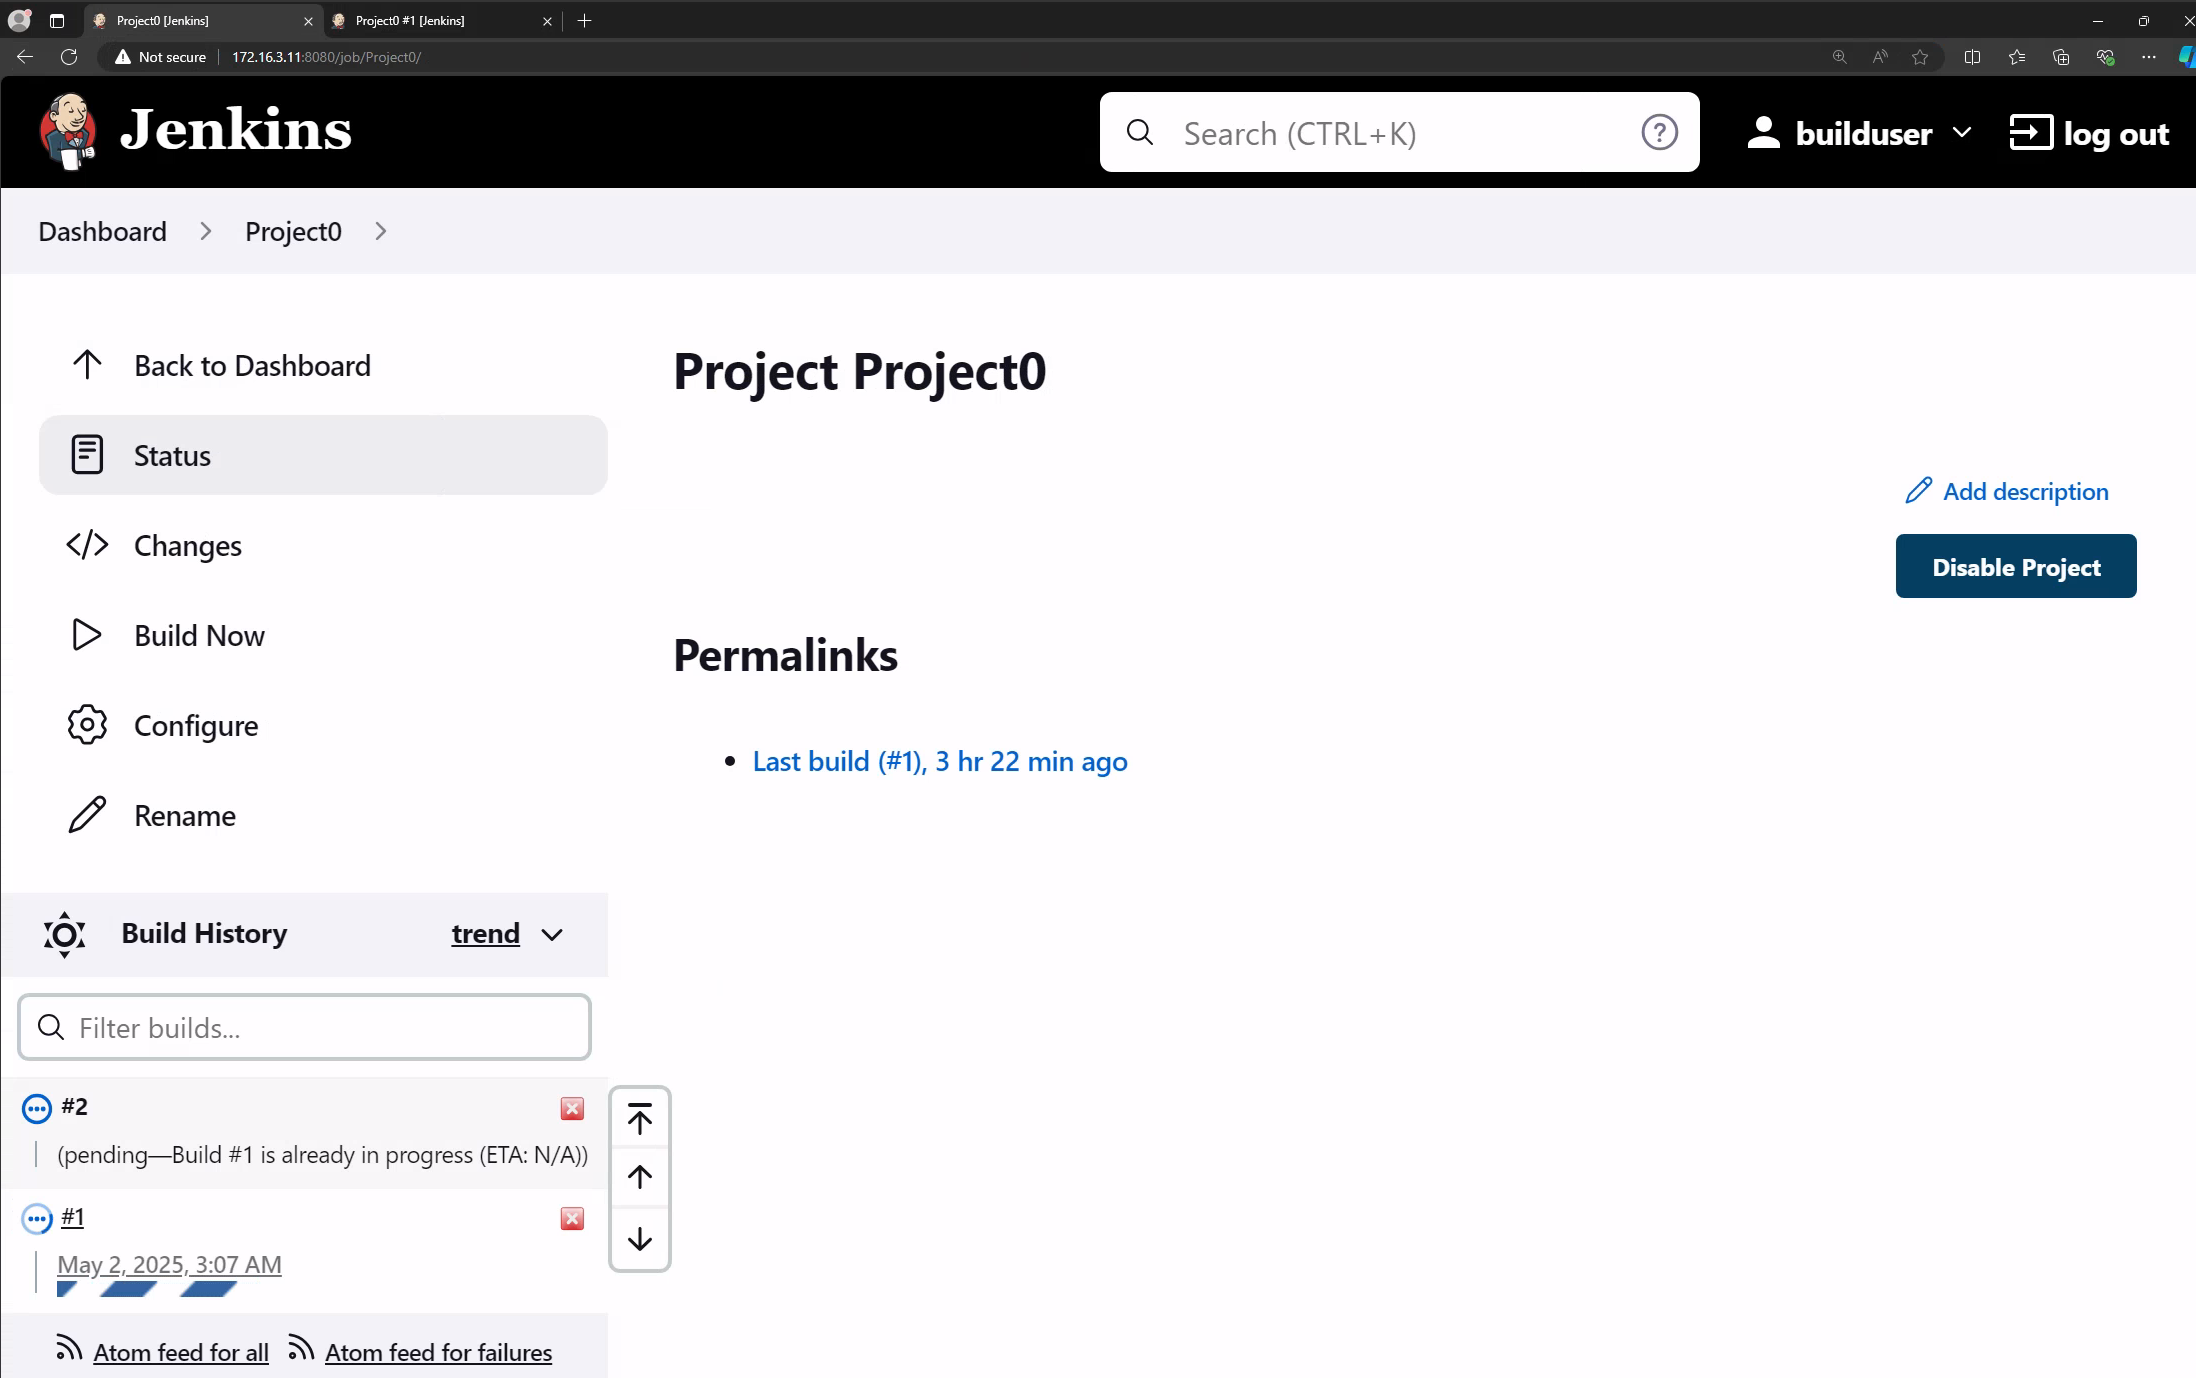 Project0 [Jenkins]
Project0 #1 [Jenkins]
Not secure
172.16.3.11:8080/job/Project0/
Jenkins
Search (CTRL+K)
builduser
log out
Dashboard
Project0
Back to Dashboard
Status
Changes
Build Now
Configure
Rename
Project Project0
Add description
Disable Project
Permalinks
Last build (#1), 3 hr 22 min ago
Build History
trend
Filter builds...
#2
(pending—Build #1 is already in progress (ETA: N/A))
#1
May 2, 2025, 3:07 AM
Atom feed for all
Atom feed for failures